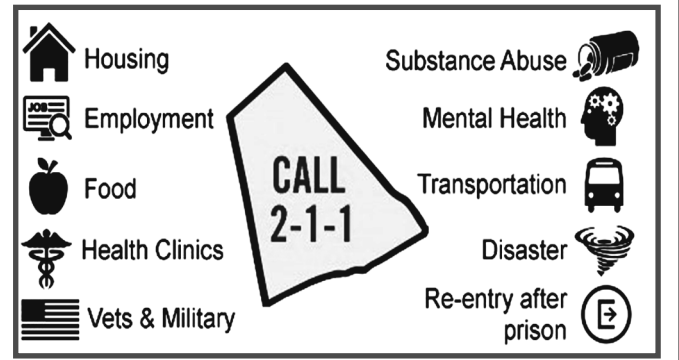 Housing
Employment
JOB
Food
Health Clinics
Vets & Military
CALL
2-1-1
Substance Abuse
Mental Health
Transportation
Disaster
Re-entry after
prison